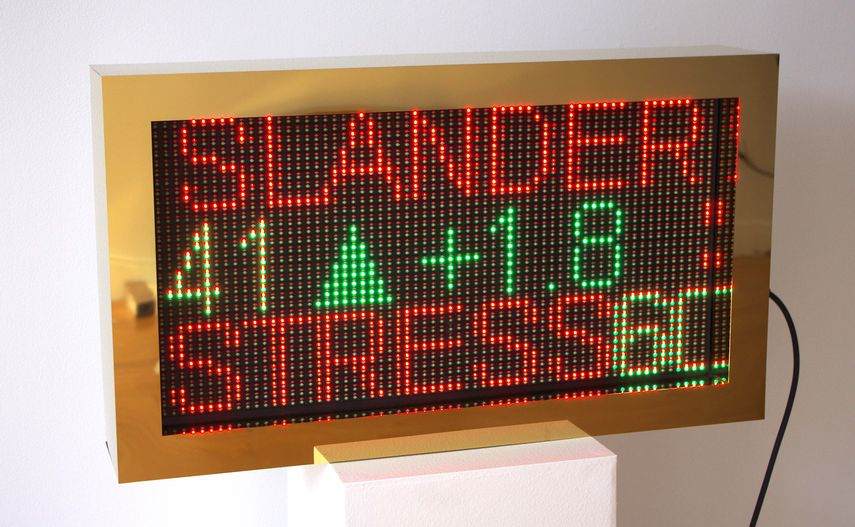 SLANDER
41 ▲ +1.8
STRESS